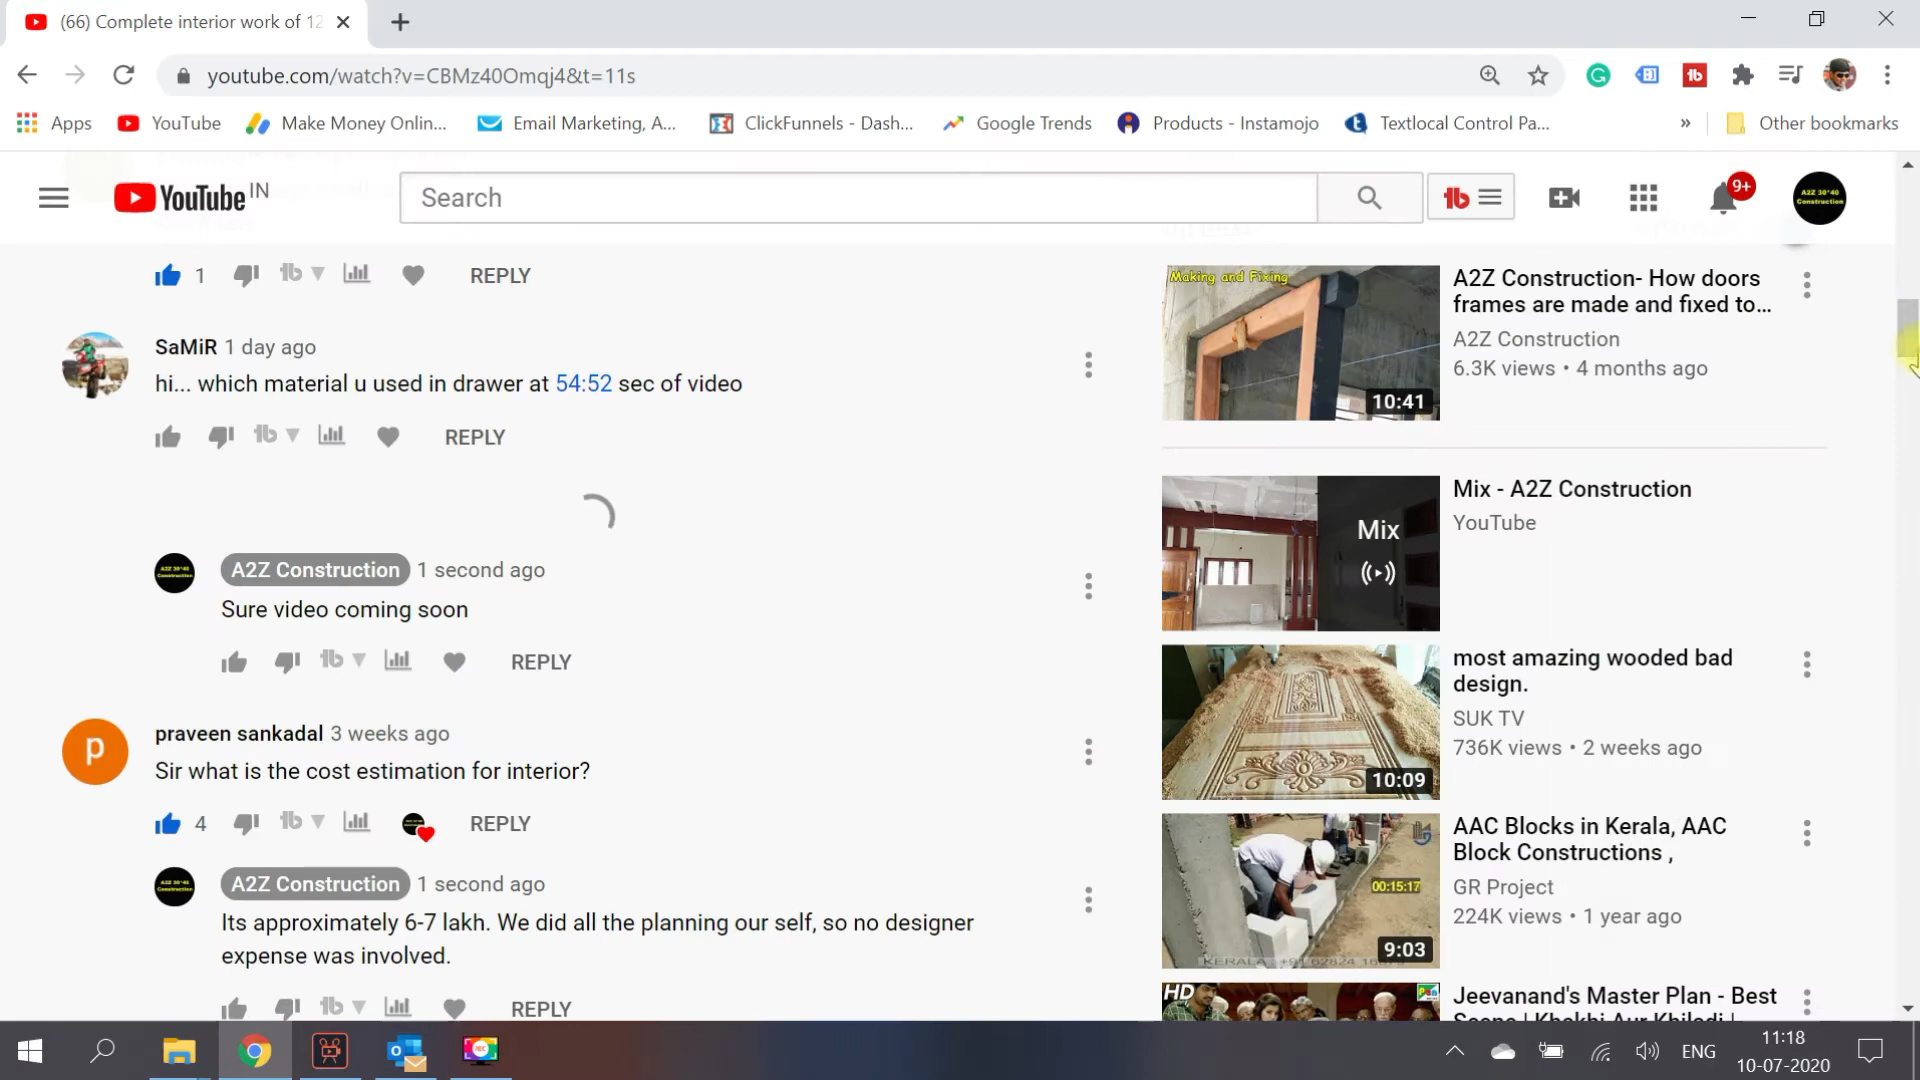 (66) Complete interior work of 12
youtube.com/watch?v=CBMz40Omqj4&t=11s
Apps
YouTube
Make Money Onlin...
Email Marketing, A...
ClickFunnels - Dash...
Google Trends
Products - Instamojo
Textlocal Control Pa...
»
Other bookmarks
YouTube IN
Search
9+
A2Z 30*40
Construction
1
REPLY
SaMiR 1 day ago
hi... which material u used in drawer at 54:52 sec of video
REPLY
A2Z Construction 1 second ago
Sure video coming soon
REPLY
praveen sankadal 3 weeks ago
Sir what is the cost estimation for interior?
4
REPLY
A2Z Construction 1 second ago
Its approximately 6-7 lakh. We did all the planning our self, so no designer
expense was involved.
REPLY
Making and Fixing
10:41
A2Z Construction- How doors
frames are made and fixed to...
A2Z Construction
6.3K views • 4 months ago
Mix
Mix - A2Z Construction
YouTube
10:09
most amazing wooded bad
design.
SUK TV
736K views • 2 weeks ago
00:15:17
9:03
AAC Blocks in Kerala, AAC
Block Constructions ,
GR Project
224K views • 1 year ago
HD
Jeevanand's Master Plan - Best
ENG
11:18
10-07-2020